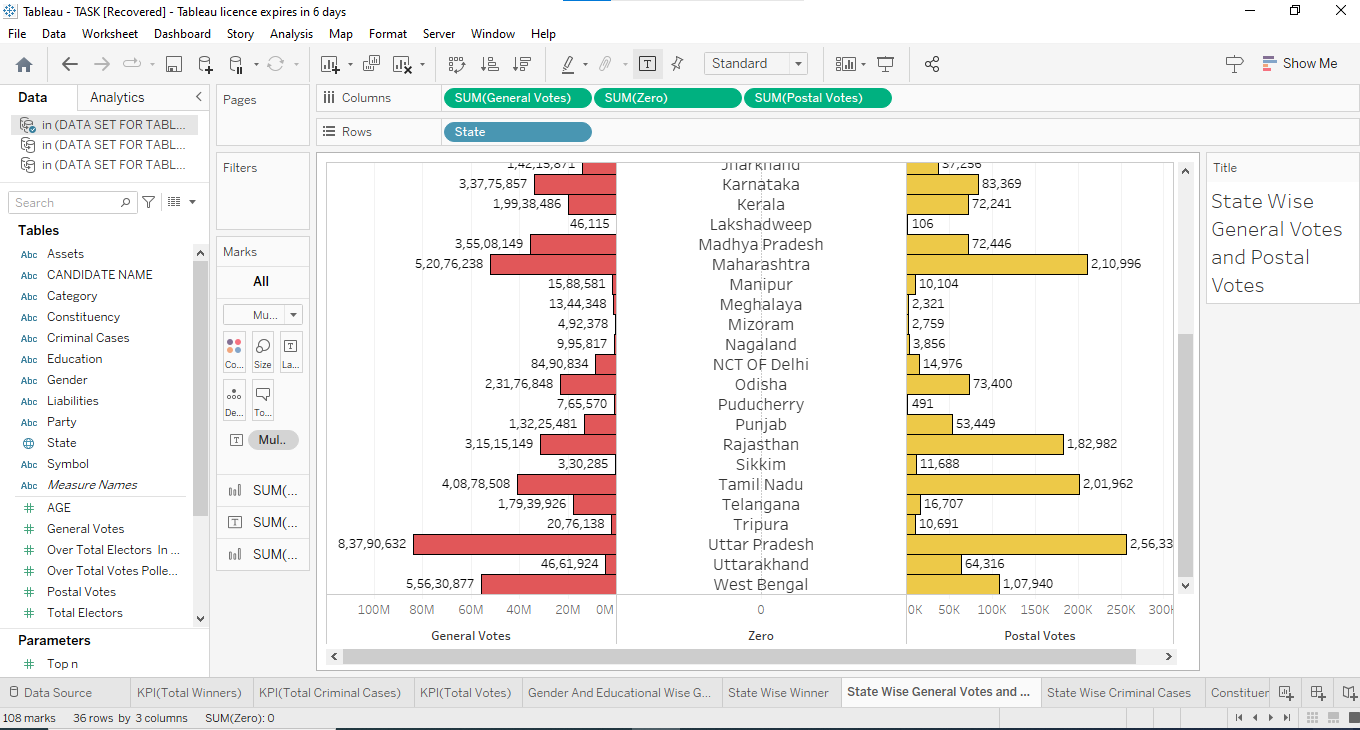 Tableau - TASK [Recovered] - Tableau licence expires in 6 days
File Data Worksheet Dashboard Story Analysis Map Format Server Window Help
Standard
Show Me
Data Analytics
Pages
Columns SUM(General Votes) SUM(Zero) SUM(Postal Votes)
Rows State
in (DATA SET FOR TABL...
in (DATA SET FOR TABL...
in (DATA SET FOR TABL...
Search
Tables
Abc Assets
Abc CANDIDATE NAME
Abc Category
Abc Constituency
Abc Criminal Cases
Abc Education
Abc Gender
Abc Liabilities
Abc Party
State
Abc Symbol
Abc Measure Names
# AGE
# General Votes
# Over Total Electors In ...
# Over Total Votes Polle...
# Postal Votes
# Total Electors
Parameters
# Top n
Filters
Marks
All
Mu...
Co... Size La...
De... To...
Mul..
SUM(...
SUM(...
SUM(...
1,42,15,871 Jharkhand 37,256
3,37,75,857 Karnataka 83,369
1,99,38,486 Kerala 72,241
46,115 Lakshadweep 106
3,55,08,149 Madhya Pradesh 72,446
5,20,76,238 Maharashtra 2,10,996
15,88,581 Manipur 10,104
13,44,348 Meghalaya 2,321
4,92,378 Mizoram 2,759
9,95,817 Nagaland 3,856
84,90,834 NCT OF Delhi 14,976
2,31,76,848 Odisha 73,400
7,65,570 Puducherry 491
1,32,25,481 Punjab 53,449
3,15,15,149 Rajasthan 1,82,982
3,30,285 Sikkim 11,688
4,08,78,508 Tamil Nadu 2,01,962
1,79,39,926 Telangana 16,707
20,76,138 Tripura 10,691
8,37,90,632 Uttar Pradesh 2,56,33
46,61,924 Uttarakhand 64,316
5,56,30,877 West Bengal 1,07,940
100M 80M 60M 40M 20M 0M 0 0K 50K 100K 150K 200K 250K 300K
General Votes Zero Postal Votes
Title
State Wise
General Votes
and Postal
Votes
Data Source KPI(Total Winners) KPI(Total Criminal Cases) KPI(Total Votes) Gender And Educational Wise G... State Wise Winner State Wise General Votes and ... State Wise Criminal Cases Constituer
108 marks 36 rows by 3 columns SUM(Zero): 0